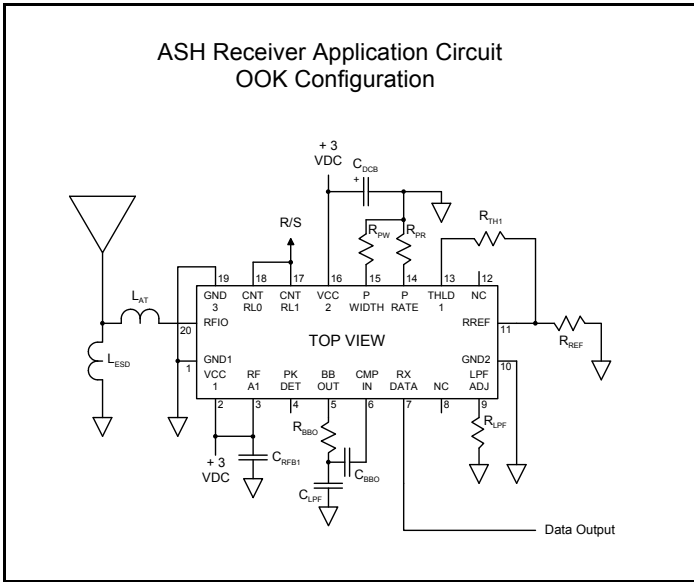 ASH Receiver Application Circuit
OOK Configuration
+ 3
VDC
CDCB
+
R/S
RPW
RPR
RTH1
19
18
17
16
15
14
13
12
GND
3
CNT
RL0
CNT
RL1
VCC
2
P
WIDTH
P
RATE
THLD
1
NC
LAT
20
RFIO
TOP VIEW
RREF
11
RREF
LESD
1
GND1
GND2
10
VCC
1
RF
A1
PK
DET
BB
OUT
CMP
IN
RX
DATA
NC
LPF
ADJ
2
3
4
5
6
7
8
9
RBBO
RLPF
+ 3
VDC
CRFB1
CBBO
CLPF
Data Output